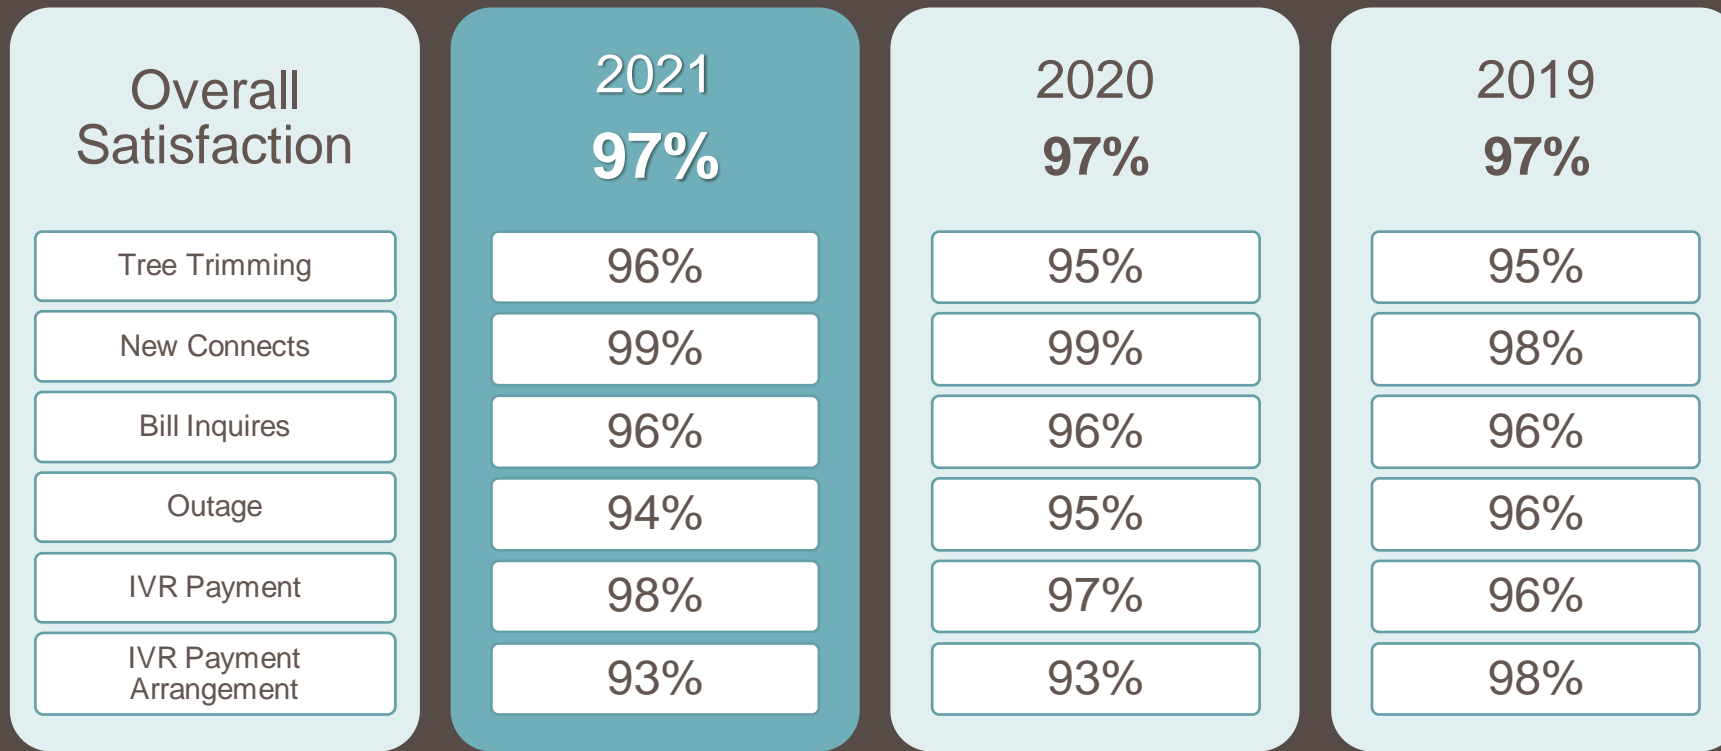 Overall
Satisfaction
2021
97%
2020
97%
2019
97%
Tree Trimming
96%
95%
95%
New Connects
99%
99%
98%
Bill Inquires
96%
96%
96%
Outage
94%
95%
96%
IVR Payment
98%
97%
96%
IVR Payment
Arrangement
93%
93%
98%